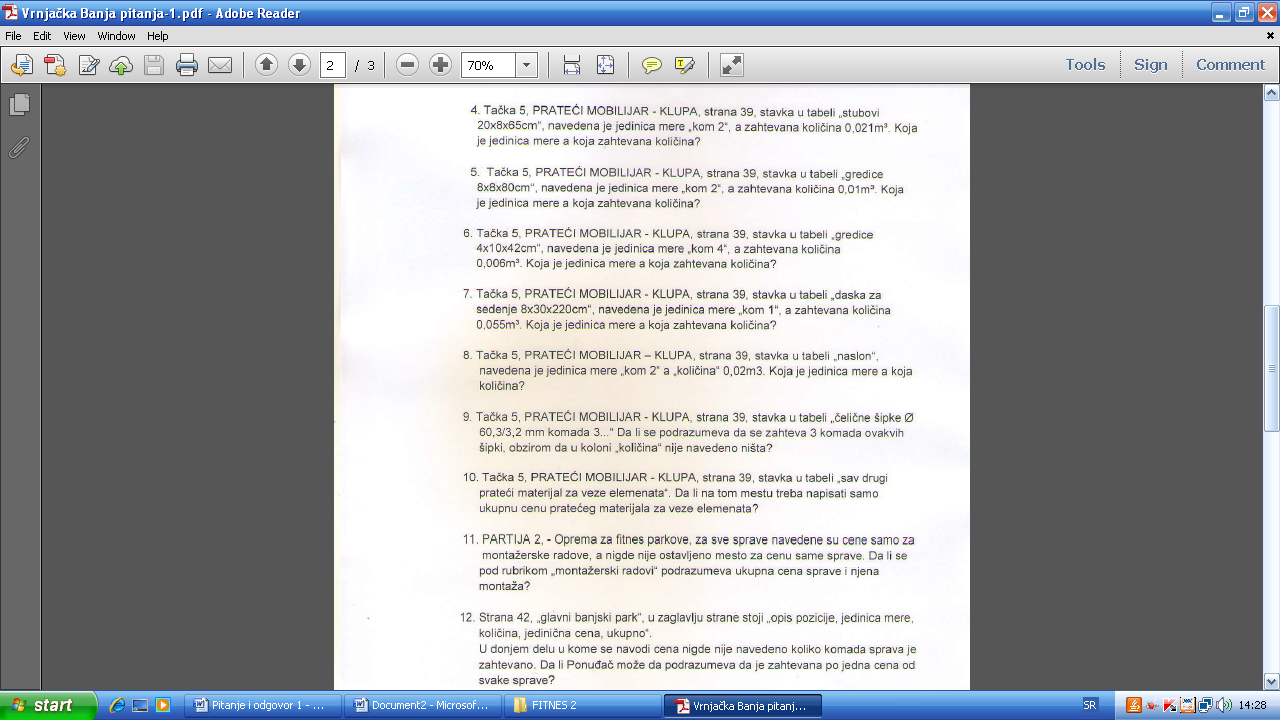 Vrnjačka Banja pitanja-1.pdf - Adobe Reader
File Edit View Window Help
2 / 3 70% Tools Sign Comment
4. Tačka 5, PRATEĆI MOBILIJAR - KLUPA, strana 39, stavka u tabeli „stubovi
20x8x65cm“, navedena je jedinica mere „kom 2“, a zahtevana količina 0,021m³. Koja
je jedinica mere a koja zahtevana količina?
5. Tačka 5, PRATEĆI MOBILIJAR - KLUPA, strana 39, stavka u tabeli „gredice
8x8x80cm“, navedena je jedinica mere „kom 2“, a zahtevana količina 0,01m³. Koja
je jedinica mere a koja zahtevana količina?
6. Tačka 5, PRATEĆI MOBILIJAR - KLUPA, strana 39, stavka u tabeli „gredice
4x10x42cm“, navedena je jedinica mere „kom 4“, a zahtevana količina
0,006m³. Koja je jedinica mere a koja zahtevana količina?
7. Tačka 5, PRATEĆI MOBILIJAR - KLUPA, strana 39, stavka u tabeli „daska za
sedenje 8x30x220cm“, navedena je jedinica mere „kom 1“, a zahtevana količina
0,055m³. Koja je jedinica mere a koja zahtevana količina?
8. Tačka 5, PRATEĆI MOBILIJAR – KLUPA, strana 39, stavka u tabeli „naslon“,
navedena je jedinica mere „kom 2“ a „količina“ 0,02m3. Koja je jedinica mere a koja
količina?
9. Tačka 5, PRATEĆI MOBILIJAR - KLUPA, strana 39, stavka u tabeli „čelične šipke Ø
60,3/3,2 mm komada 3...“ Da li se podrazumeva da se zahteva 3 komada ovakvih
šipki, obzirom da u koloni „količina“ nije navedeno ništa?
10. Tačka 5, PRATEĆI MOBILIJAR - KLUPA, strana 39, stavka u tabeli „sav drugi
prateći materijal za veze elemenata“. Da li na tom mestu treba napisati samo
ukupnu cenu pratećeg materijala za veze elemenata?
11. PARTIJA 2, - Oprema za fitnes parkove, za sve sprave navedene su cene samo za
montažerske radove, a nigde nije ostavljeno mesto za cenu same sprave. Da li se
pod rubrikom „montažerski radovi“ podrazumeva ukupna cena sprave i njena
montaža?
12. Strana 42, „glavni banjski park“, u zaglavlju strane stoji „opis pozicije, jedinica mere,
količina, jedinična cena, ukupno“.
U donjem delu u kome se navodi cena nigde nije navedeno koliko komada sprava je
zahtevano. Da li Ponuđač može da podrazumeva da je zahtevana po jedna cena od
svake sprave?
start Pitanje i odgovor 1 - ... Document2 - Microsof... FITNES 2 Vrnjačka Banja pitanj... SR 14:28